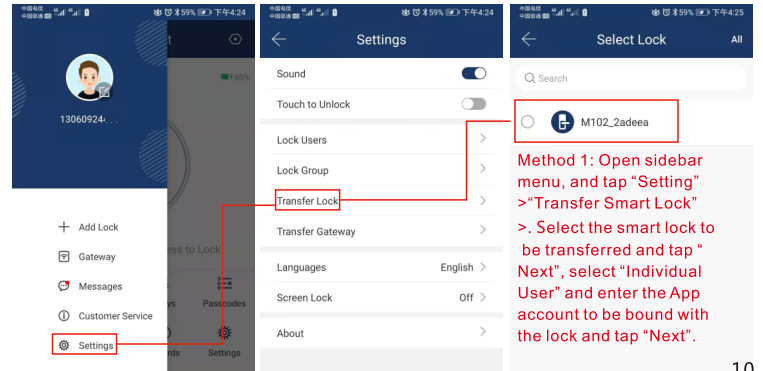 中国电信
中国联通
59%
下午4:24
60%
13060924...
Add Lock
Gateway
Messages
Customer Service
Settings
ess to Lock
ys
Passcodes
rds
Settings
中国电信
中国联通
59%
下午4:24
Settings
Sound
Touch to Unlock
Lock Users
Lock Group
Transfer Lock
Transfer Gateway
Languages
English
Screen Lock
Off
About
中国电信
中国联通
59%
下午4:25
Select Lock
All
Search
M102_2adeea
Method 1: Open sidebar
menu, and tap “Setting”
>“Transfer Smart Lock”
>. Select the smart lock to
be transferred and tap “
Next”, select “Individual
User” and enter the App
account to be bound with
the lock and tap “Next”.
10